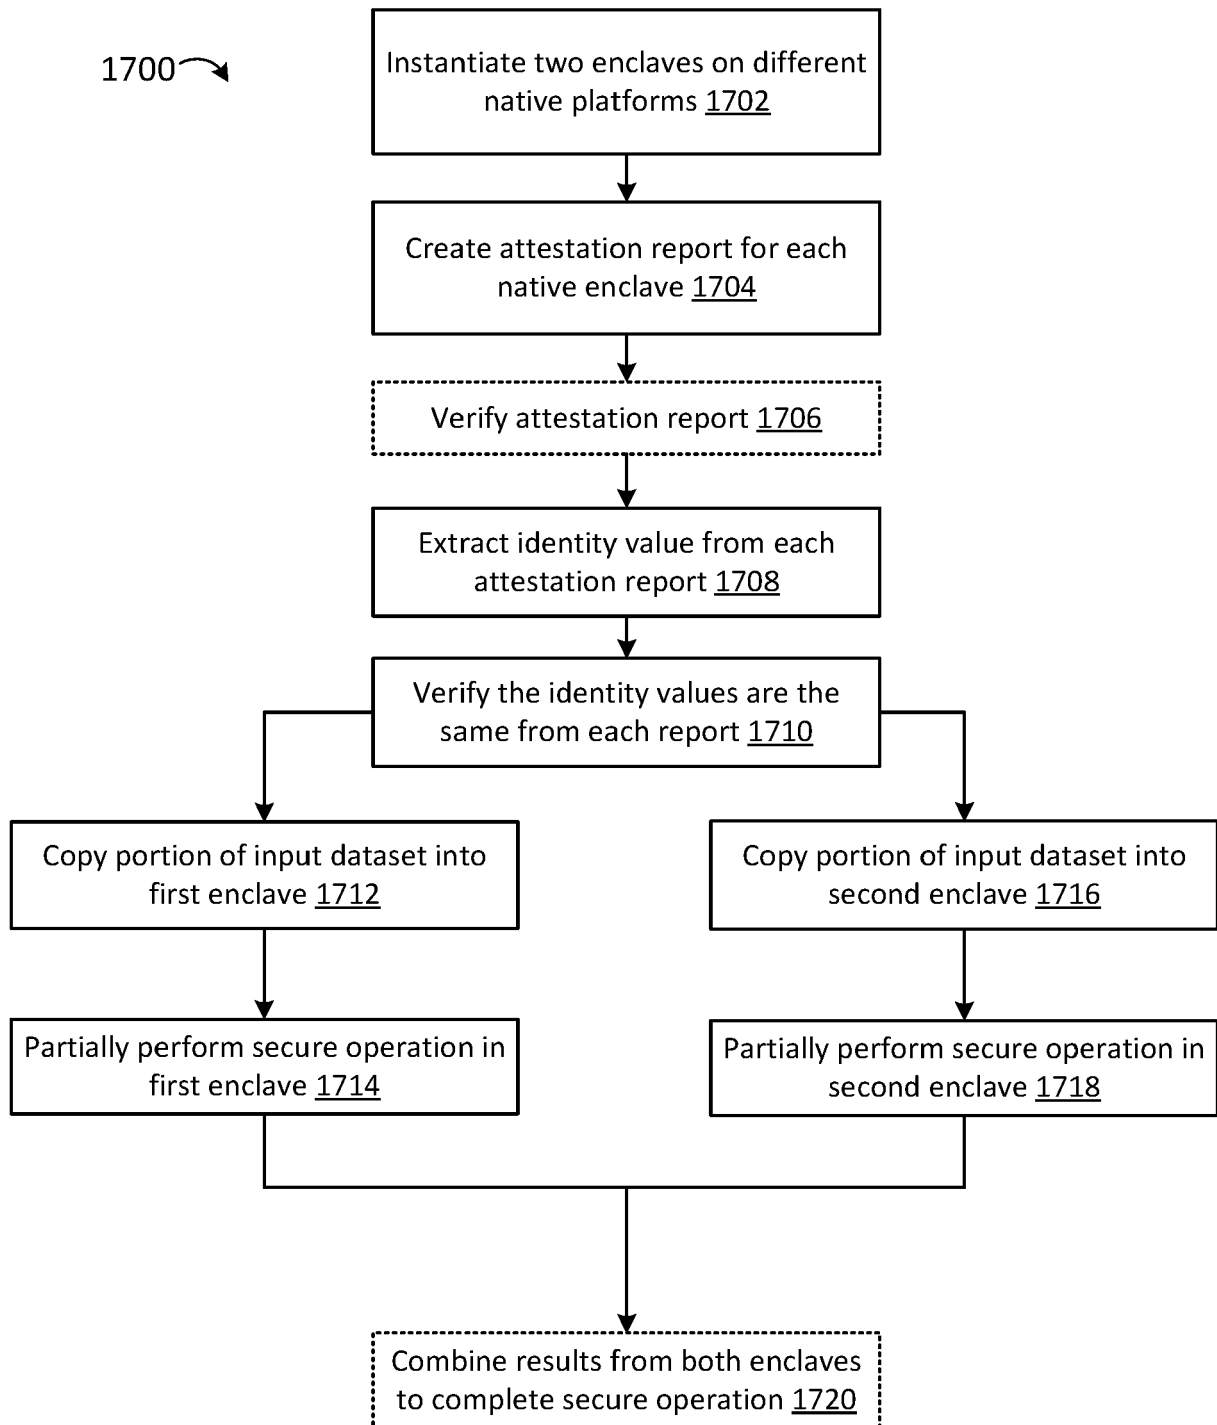 1700
Instantiate two enclaves on different
native platforms 1702
Create attestation report for each
native enclave 1704
Verify attestation report 1706
Extract identity value from each
attestation report 1708
Verify the identity values are the
same from each report 1710
Copy portion of input dataset into
first enclave 1712
Copy portion of input dataset into
second enclave 1716
Partially perform secure operation in
first enclave 1714
Partially perform secure operation in
second enclave 1718
Combine results from both enclaves
to complete secure operation 1720